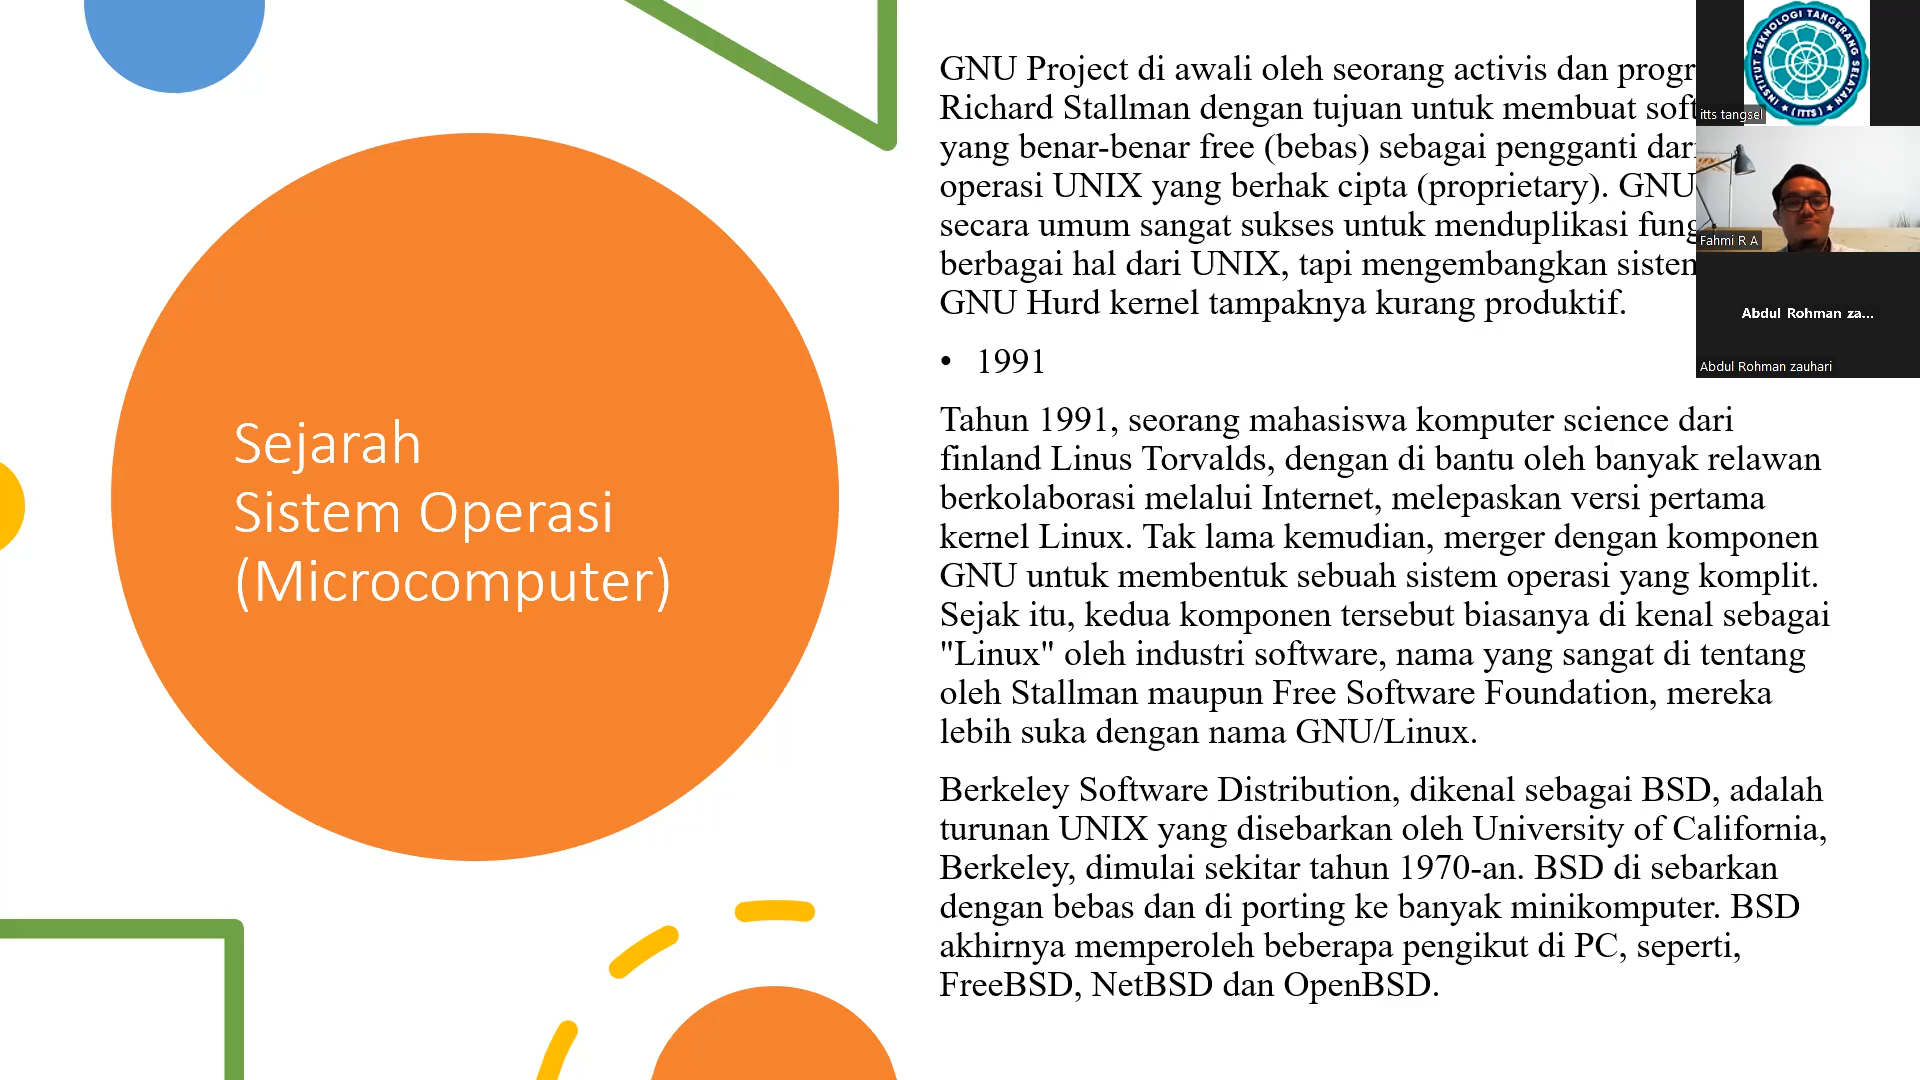 Sejarah
Sistem Operasi
(Microcomputer)
GNU Project di awali oleh seorang activis dan
Richard Stallman dengan tujuan untuk membuat
yang benar-benar free (bebas) sebagai pengganti
operasi UNIX yang berhak cipta (proprietary). GNU
secara umum sangat sukses untuk menduplikasi
berbagai hal dari UNIX, tapi mengembangkan
GNU Hurd kernel tampaknya kurang produktif.
• 1991
Tahun 1991, seorang mahasiswa komputer science dari
finland Linus Torvalds, dengan di bantu oleh banyak relawan
berkolaborasi melalui Internet, melepaskan versi pertama
kernel Linux. Tak lama kemudian, merger dengan komponen
GNU untuk membentuk sebuah sistem operasi yang komplit.
Sejak itu, kedua komponen tersebut biasanya di kenal sebagai
"Linux" oleh industri software, nama yang sangat di tentang
oleh Stallman maupun Free Software Foundation, mereka
lebih suka dengan nama GNU/Linux.
Berkeley Software Distribution, dikenal sebagai BSD, adalah
turunan UNIX yang disebarkan oleh University of California,
Berkeley, dimulai sekitar tahun 1970-an. BSD di sebarkan
dengan bebas dan di porting ke banyak minikomputer. BSD
akhirnya memperoleh beberapa pengikut di PC, seperti,
FreeBSD, NetBSD dan OpenBSD.
INSTITUT TEKNOLOGI TANGERANG SELATAN
(ITTS)
itts tangsel
Fahmi R A
Abdul Rohman za...
Abdul Rohman zauhari